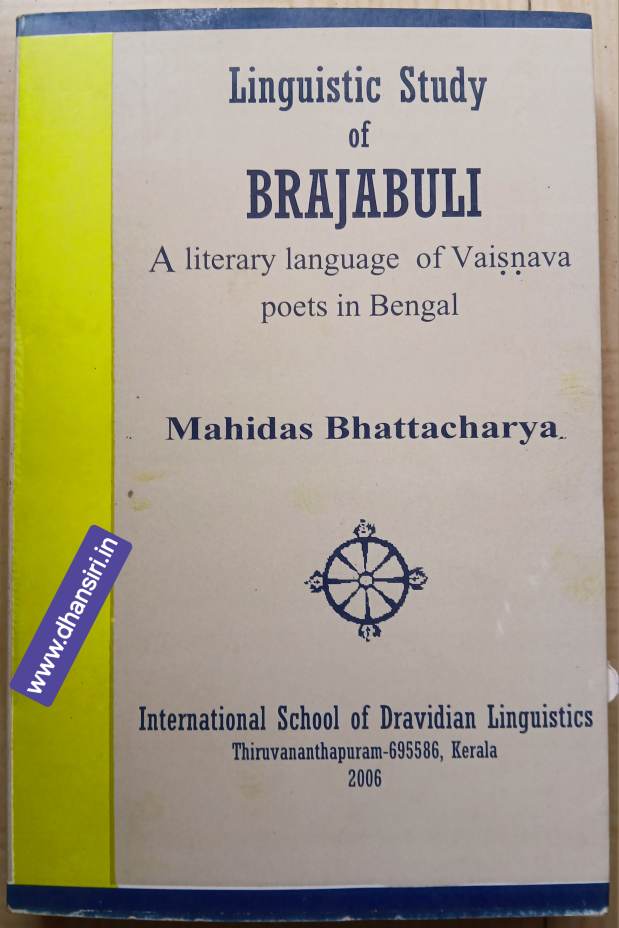 Linguistic Study
of
BRAJABULI
A literary language of Vaiṣṇava
poets in Bengal
Mahidas Bhattacharya
www.dhansiri.in
International School of Dravidian Linguistics
Thiruvananthapuram-695586, Kerala
2006